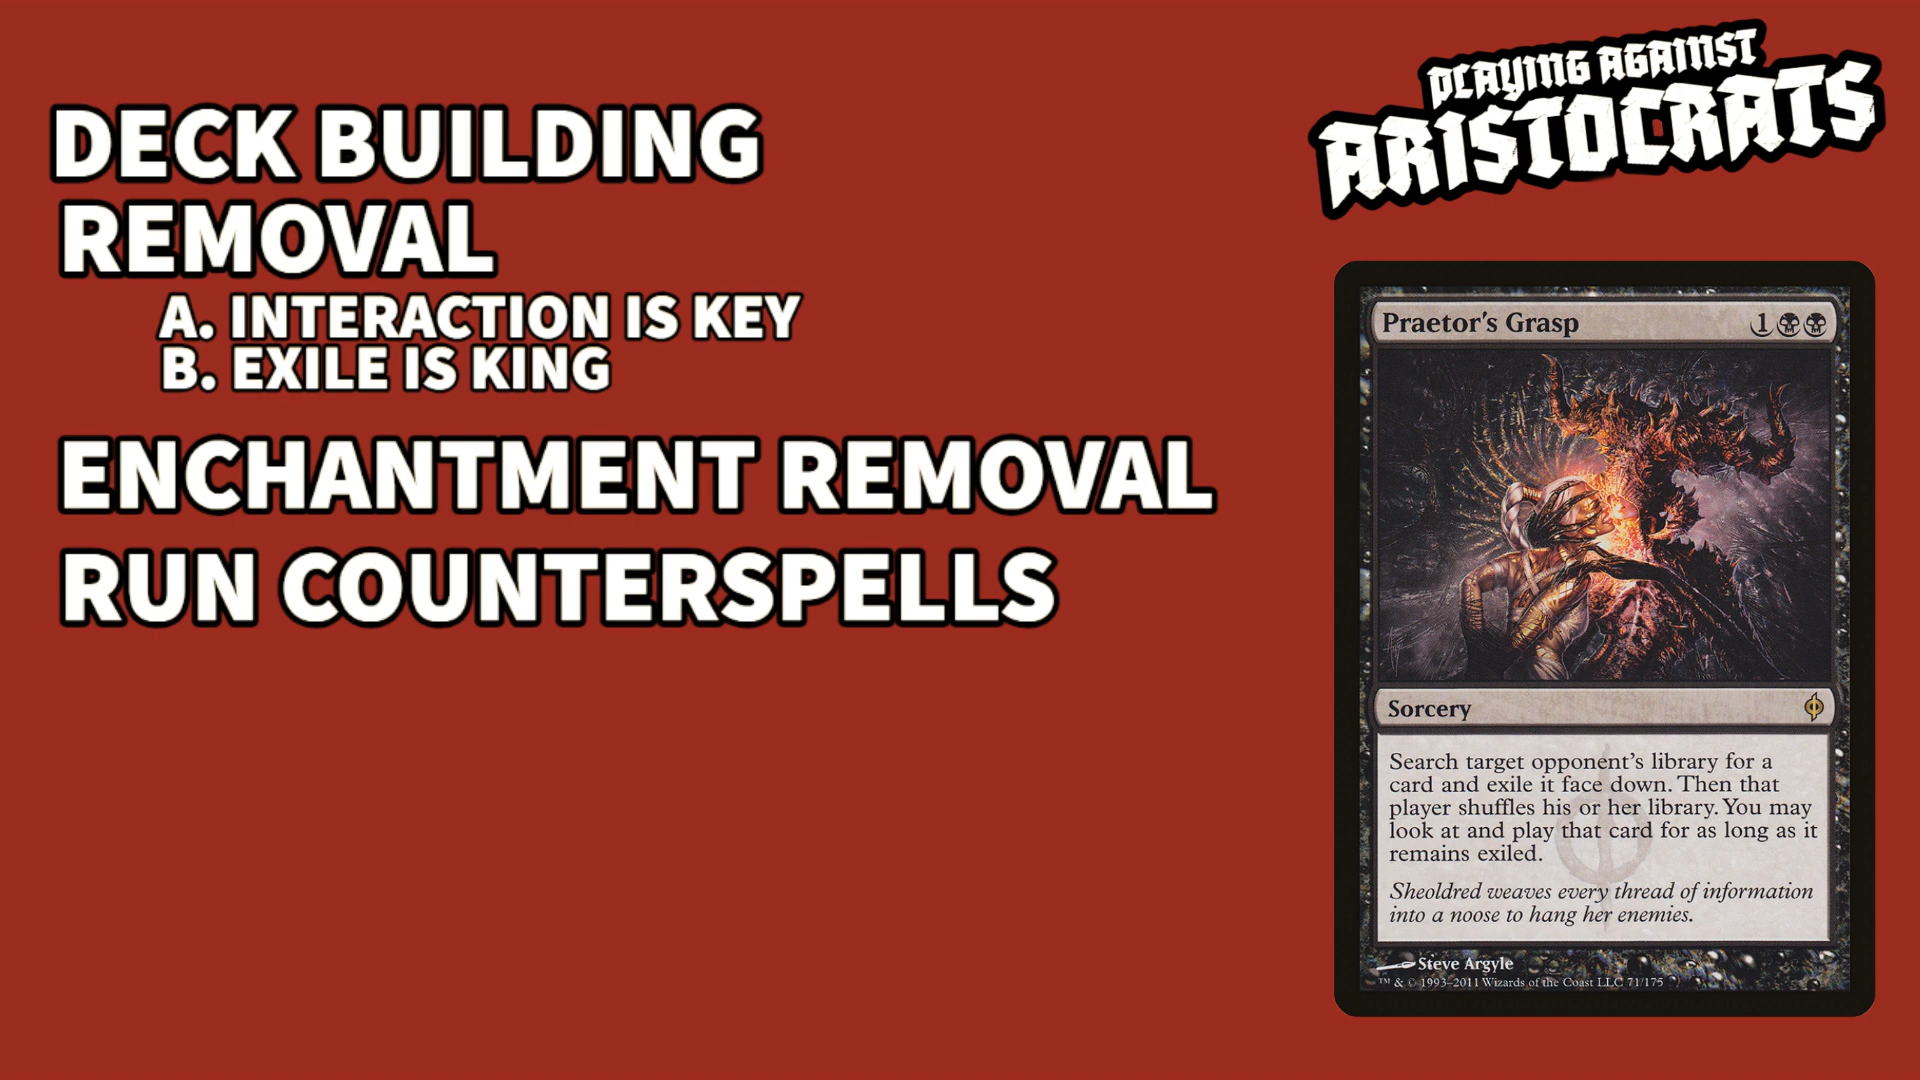 PLAYING AGAINST
ARISTOCRATS
DECK BUILDING
REMOVAL
A. INTERACTION IS KEY
B. EXILE IS KING
ENCHANTMENT REMOVAL
RUN COUNTERSPELLS
Praetor's Grasp 1
Sorcery
Search target opponent's library for a
card and exile it face down. Then that
player shuffles his or her library. You may
look at and play that card for as long as it
remains exiled.
Sheoldred weaves every thread of information
into a noose to hang her enemies.
Steve Argyle
™ & © 1993–2011 Wizards of the Coast LLC 71/175